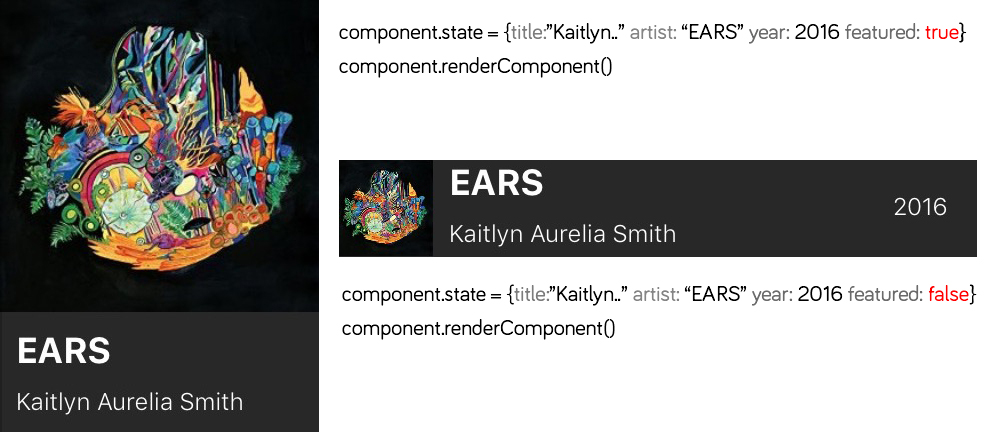 component.state = {title:”Kaitlyn..” artist: “EARS” year: 2016 featured: true}
component.renderComponent()
EARS
Kaitlyn Aurelia Smith
2016
component.state = {title:”Kaitlyn..” artist: “EARS” year: 2016 featured: false}
component.renderComponent()
EARS
Kaitlyn Aurelia Smith